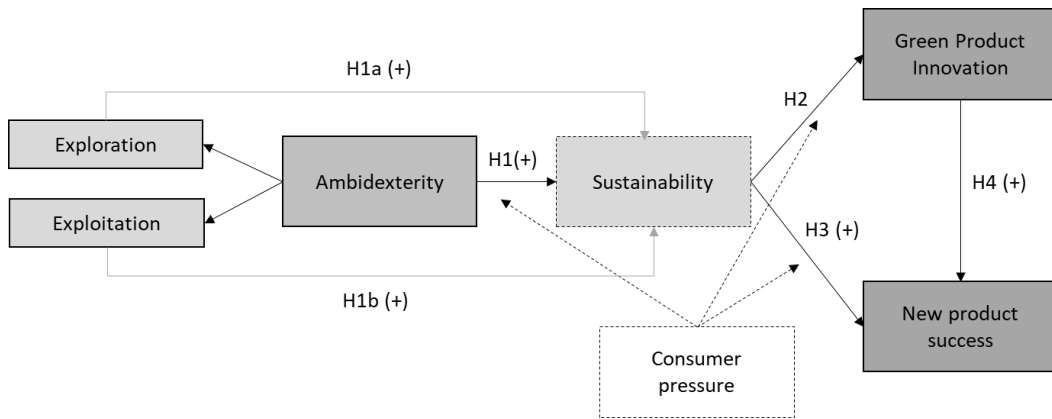 Green Product
Innovation
H1a (+)
H2
Exploration
Ambidexterity
H1(+)
Sustainability
H4 (+)
Exploitation
H3 (+)
H1b (+)
New product
success
Consumer
pressure